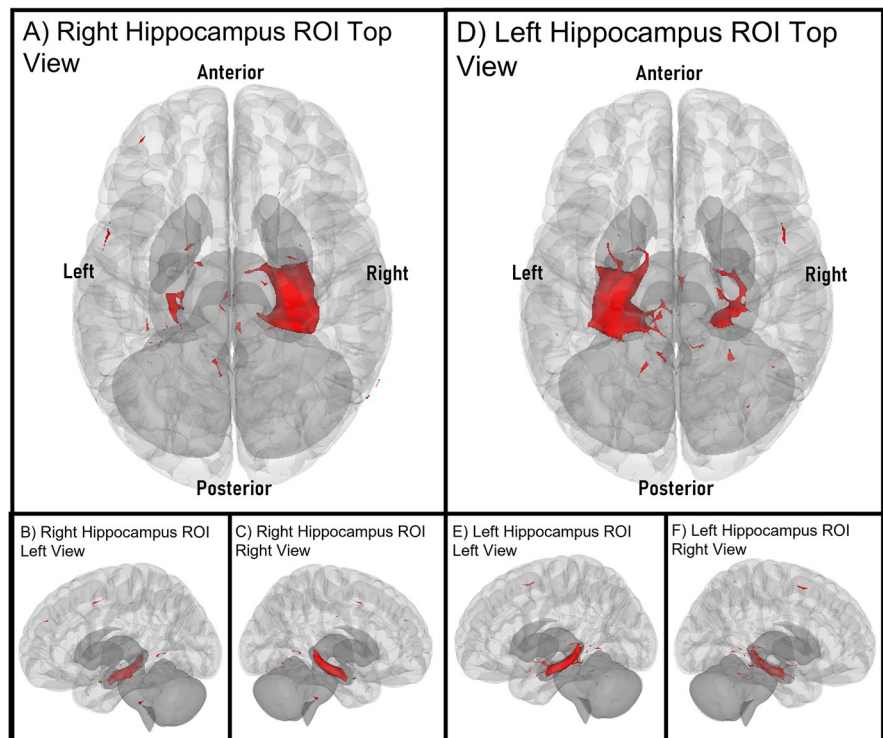 A) Right Hippocampus ROI Top
View
Anterior
Left
Right
Posterior
D) Left Hippocampus ROI Top
View
Anterior
Left
Right
Posterior
B) Right Hippocampus ROI
Left View
C) Right Hippocampus ROI
Right View
E) Left Hippocampus ROI
Left View
F) Left Hippocampus ROI
Right View